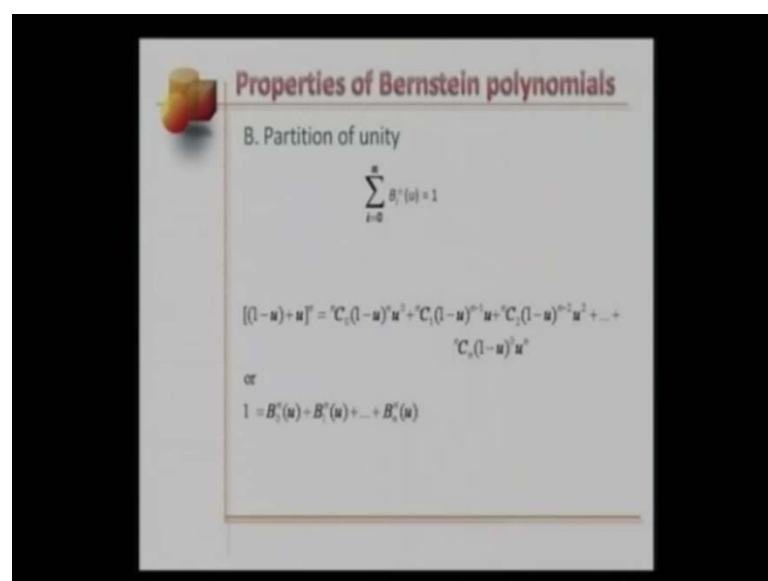 Properties of Bernstein polynomials
B. Partition of unity
n
∑ Bᵢⁿ(u) = 1
i=0
[(1−u)+u]ⁿ = ⁿC₀(1−u)ⁿu⁰+ⁿC₁(1−u)ⁿ⁻¹u+ⁿC₂(1−u)ⁿ⁻²u²+...+
ⁿCₙ(1−u)⁰uⁿ
or
1 = B₀ⁿ(u)+B₁ⁿ(u)+...+Bₙⁿ(u)